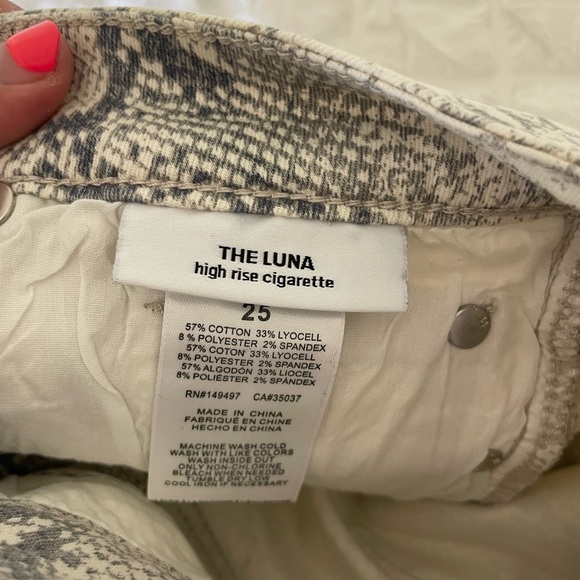 THE LUNA
high rise cigarette
25
57% COTTON 33% LYOCELL
8 % POLYESTER 2% SPANDEX
57% COTON 33% LYOCELL
8% POLYESTER 2% SPANDEX
57% ALGODÓN 33% LIOCEL
8% POLIÉSTER 2% SPÁNDEX
RN#149497 CA#35037
MADE IN CHINA
FABRIQUÉ EN CHINE
HECHO EN CHINA
MACHINE WASH COLD
WASH WITH LIKE COLORS
WASH INSIDE OUT
ONLY NON-CHLORINE
BLEACH WHEN NEEDED
TUMBLE DRY LOW
COOL IRON IF NECESSARY